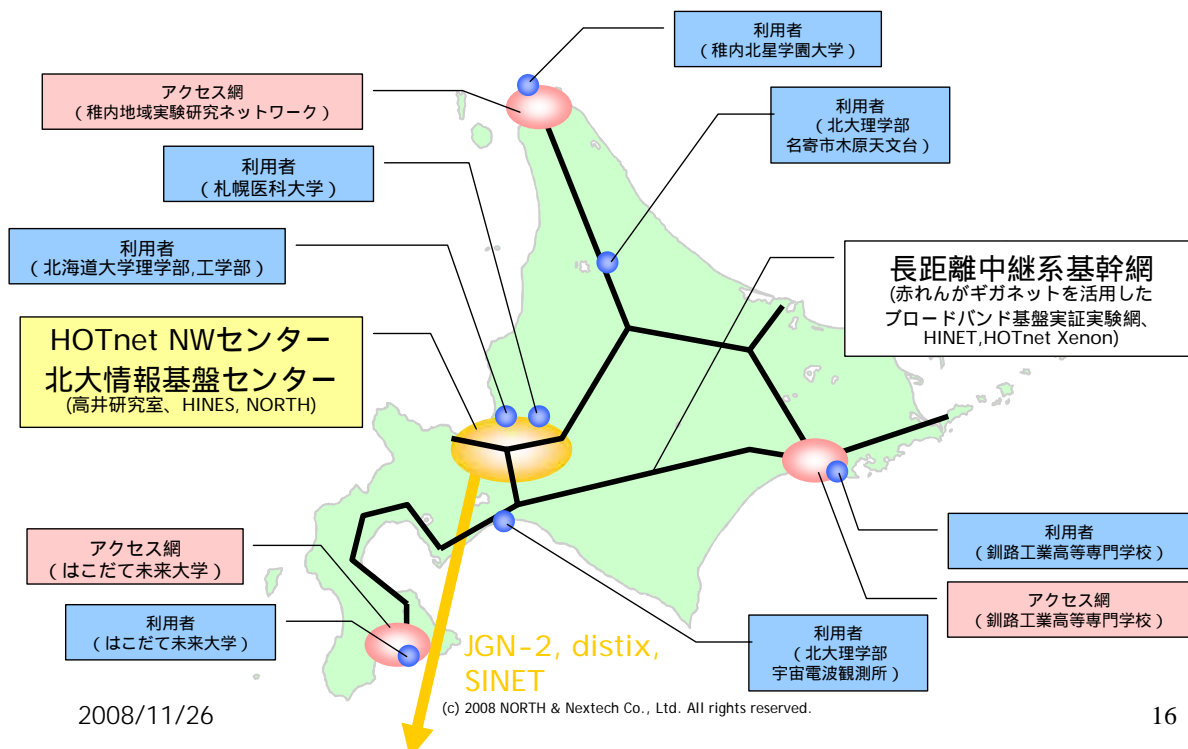 利用者
（稚内北星学園大学）
アクセス網
（稚内地域実験研究ネットワーク）
利用者
（北大理学部
名寄市木原天文台）
利用者
（札幌医科大学）
利用者
（北海道大学理学部,工学部）
長距離中継系基幹網
(赤れんがギガネットを活用した
ブロードバンド基盤実証実験網、
HINET,HOTnet Xenon)
HOTnet NWセンター
北大情報基盤センター
(高井研究室、HINES, NORTH)
アクセス網
（はこだて未来大学）
利用者
（はこだて未来大学）
利用者
（釧路工業高等専門学校）
アクセス網
（釧路工業高等専門学校）
利用者
（北大理学部
宇宙電波観測所）
JGN-2, distix,
SINET
2008/11/26
(c) 2008 NORTH & Nextech Co., Ltd. All rights reserved.
16